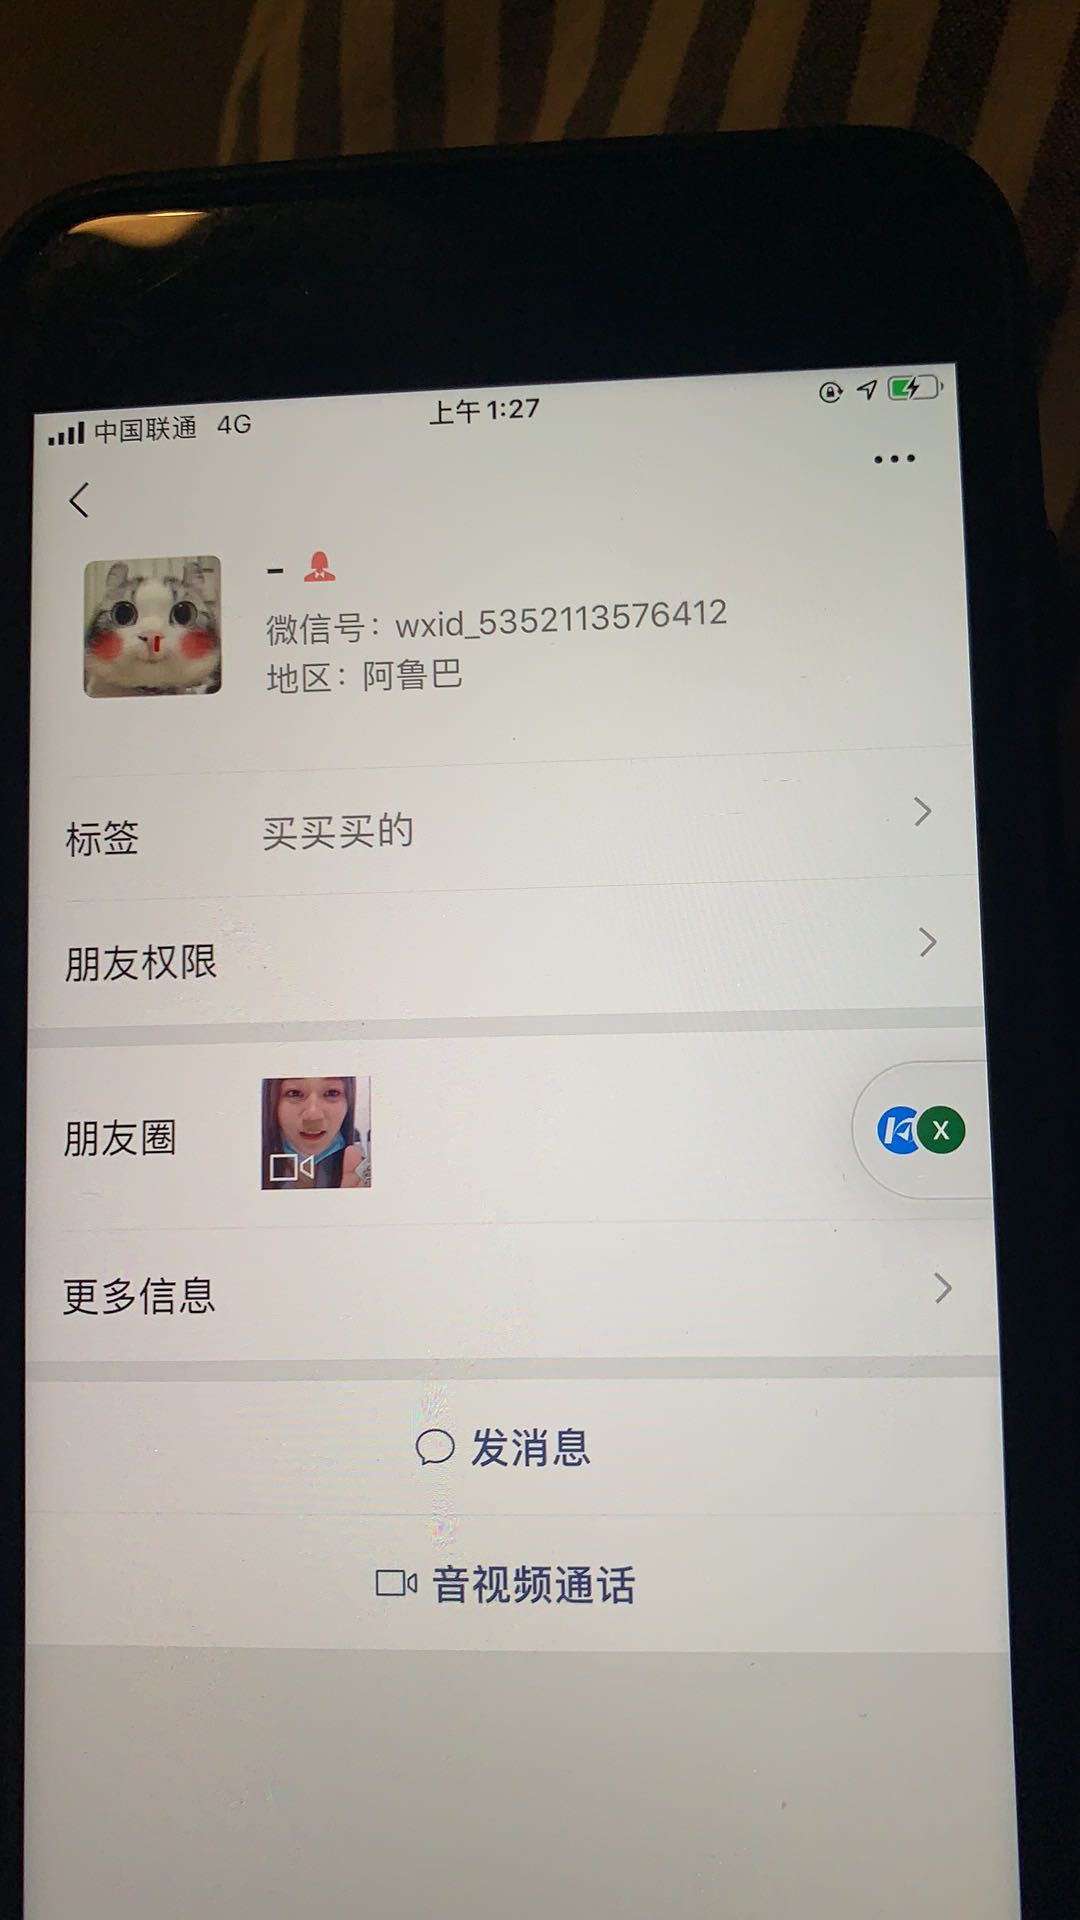 中国联通 4G 上午1:27
-
微信号：wxid_5352113576412
地区：阿鲁巴
标签 买买买的
朋友权限
朋友圈
X
更多信息
发消息
音视频通话